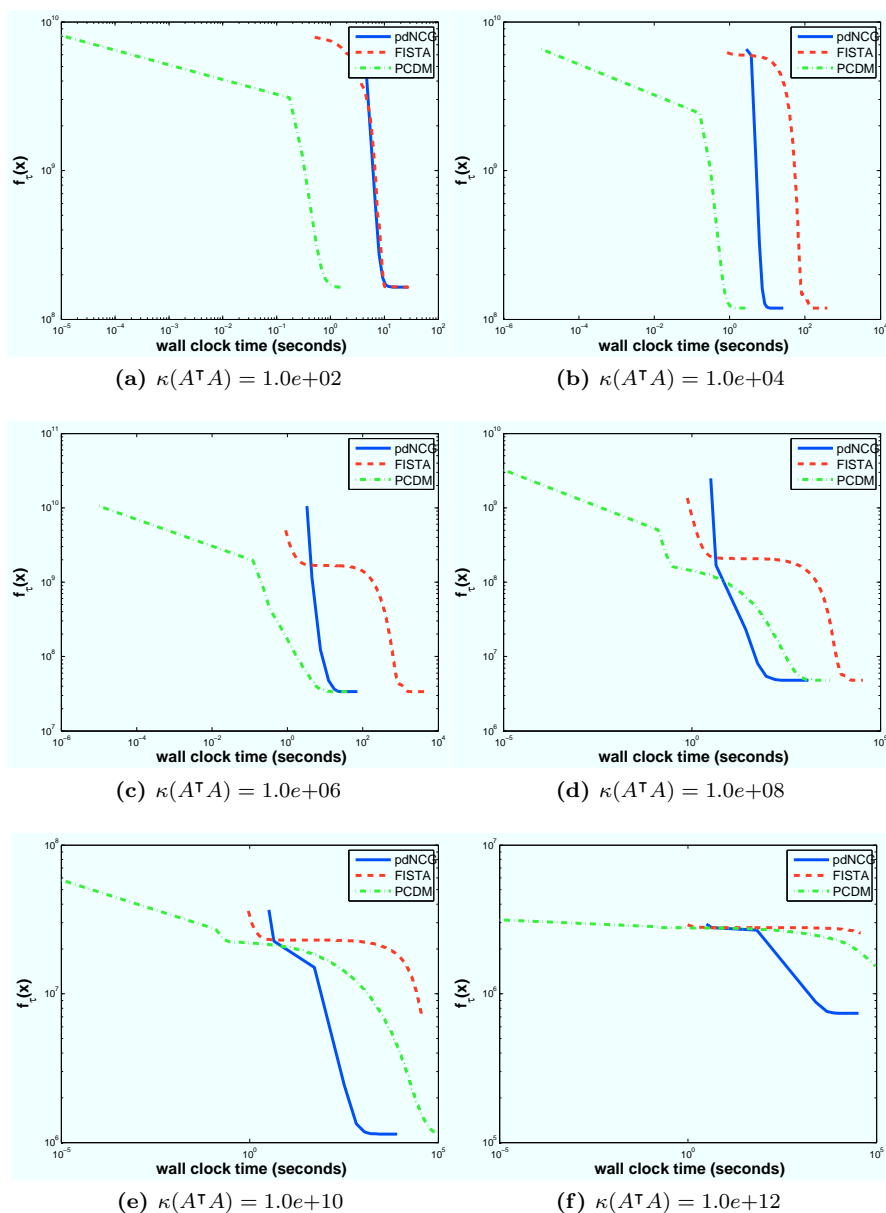 10^10
10^9
10^8
f_τ(x)
pdNCG
FISTA
PCDM
10^-5 10^-4 10^-3 10^-2 10^-1 10^0 10^1 10^2
wall clock time (seconds)
(a) κ(A^⊺A) = 1.0e+02
10^10
10^9
10^8
f_τ(x)
pdNCG
FISTA
PCDM
10^-6 10^-4 10^-2 10^0 10^2 10^4
wall clock time (seconds)
(b) κ(A^⊺A) = 1.0e+04
10^11
10^10
10^9
10^8
10^7
f_τ(x)
pdNCG
FISTA
PCDM
10^-6 10^-4 10^-2 10^0 10^2 10^4
wall clock time (seconds)
(c) κ(A^⊺A) = 1.0e+06
10^10
10^9
10^8
10^7
10^6
f_τ(x)
pdNCG
FISTA
PCDM
10^-5 10^0 10^5
wall clock time (seconds)
(d) κ(A^⊺A) = 1.0e+08
10^8
10^7
10^6
f_τ(x)
pdNCG
FISTA
PCDM
10^-5 10^0 10^5
wall clock time (seconds)
(e) κ(A^⊺A) = 1.0e+10
10^7
10^6
10^5
f_τ(x)
pdNCG
FISTA
PCDM
10^-5 10^0 10^5
wall clock time (seconds)
(f) κ(A^⊺A) = 1.0e+12